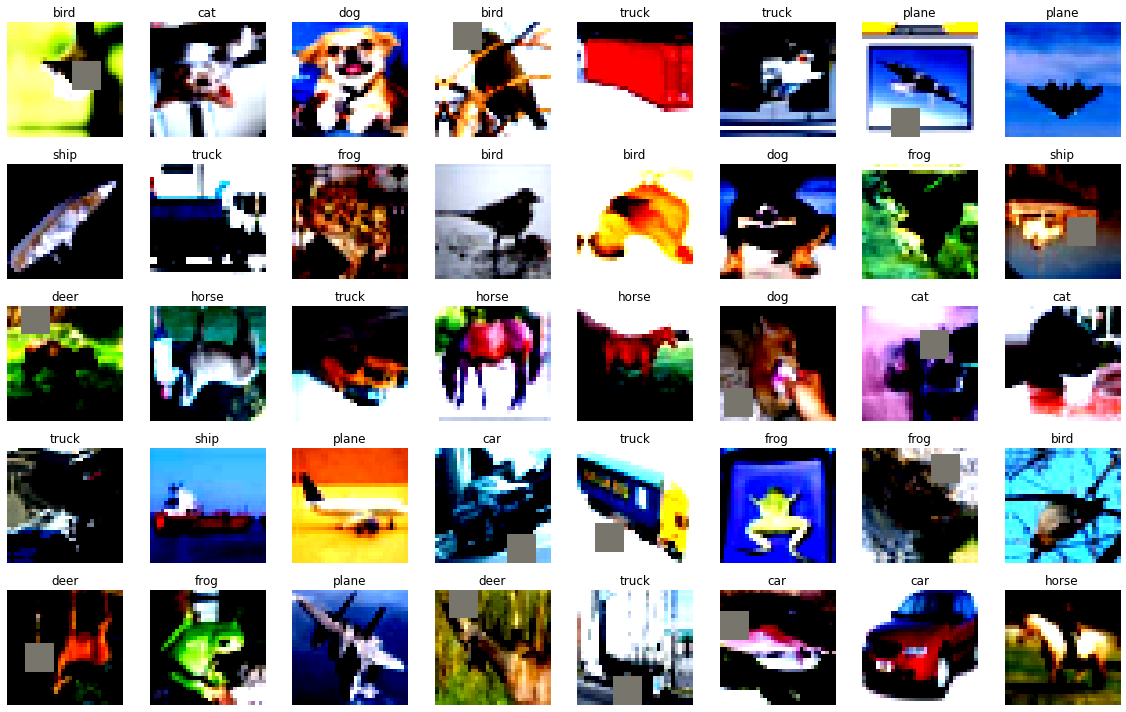 bird cat dog bird truck truck plane plane
ship truck frog bird bird dog frog ship
deer horse truck horse horse dog cat cat
truck ship plane car truck frog frog bird
deer frog plane deer truck car car horse